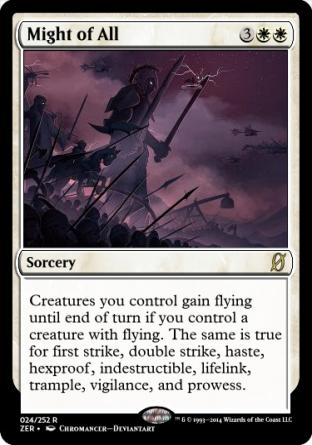 Might of All 3
Sorcery
Creatures you control gain flying
until end of turn if you control a
creature with flying. The same is true
for first strike, double strike, haste,
hexproof, indestructible, lifelink,
trample, vigilance, and prowess.
024/252 R
ZER • Chromancer—Deviantart
™ & © 1993–2014 Wizards of the Coast LLC